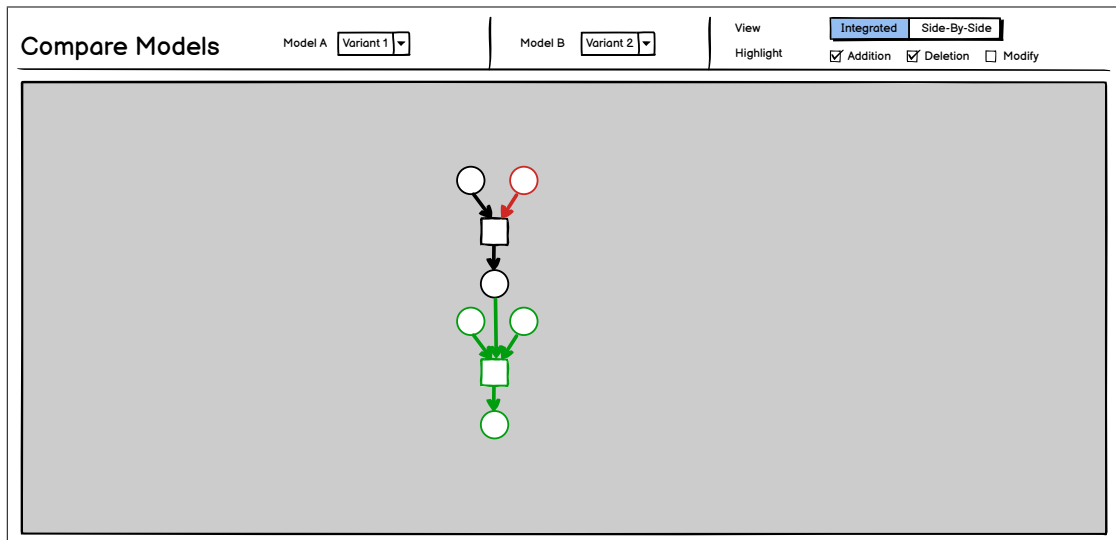 Compare Models
Model A Variant 1
Model B Variant 2
View Integrated Side-By-Side
Highlight Addition Deletion Modify